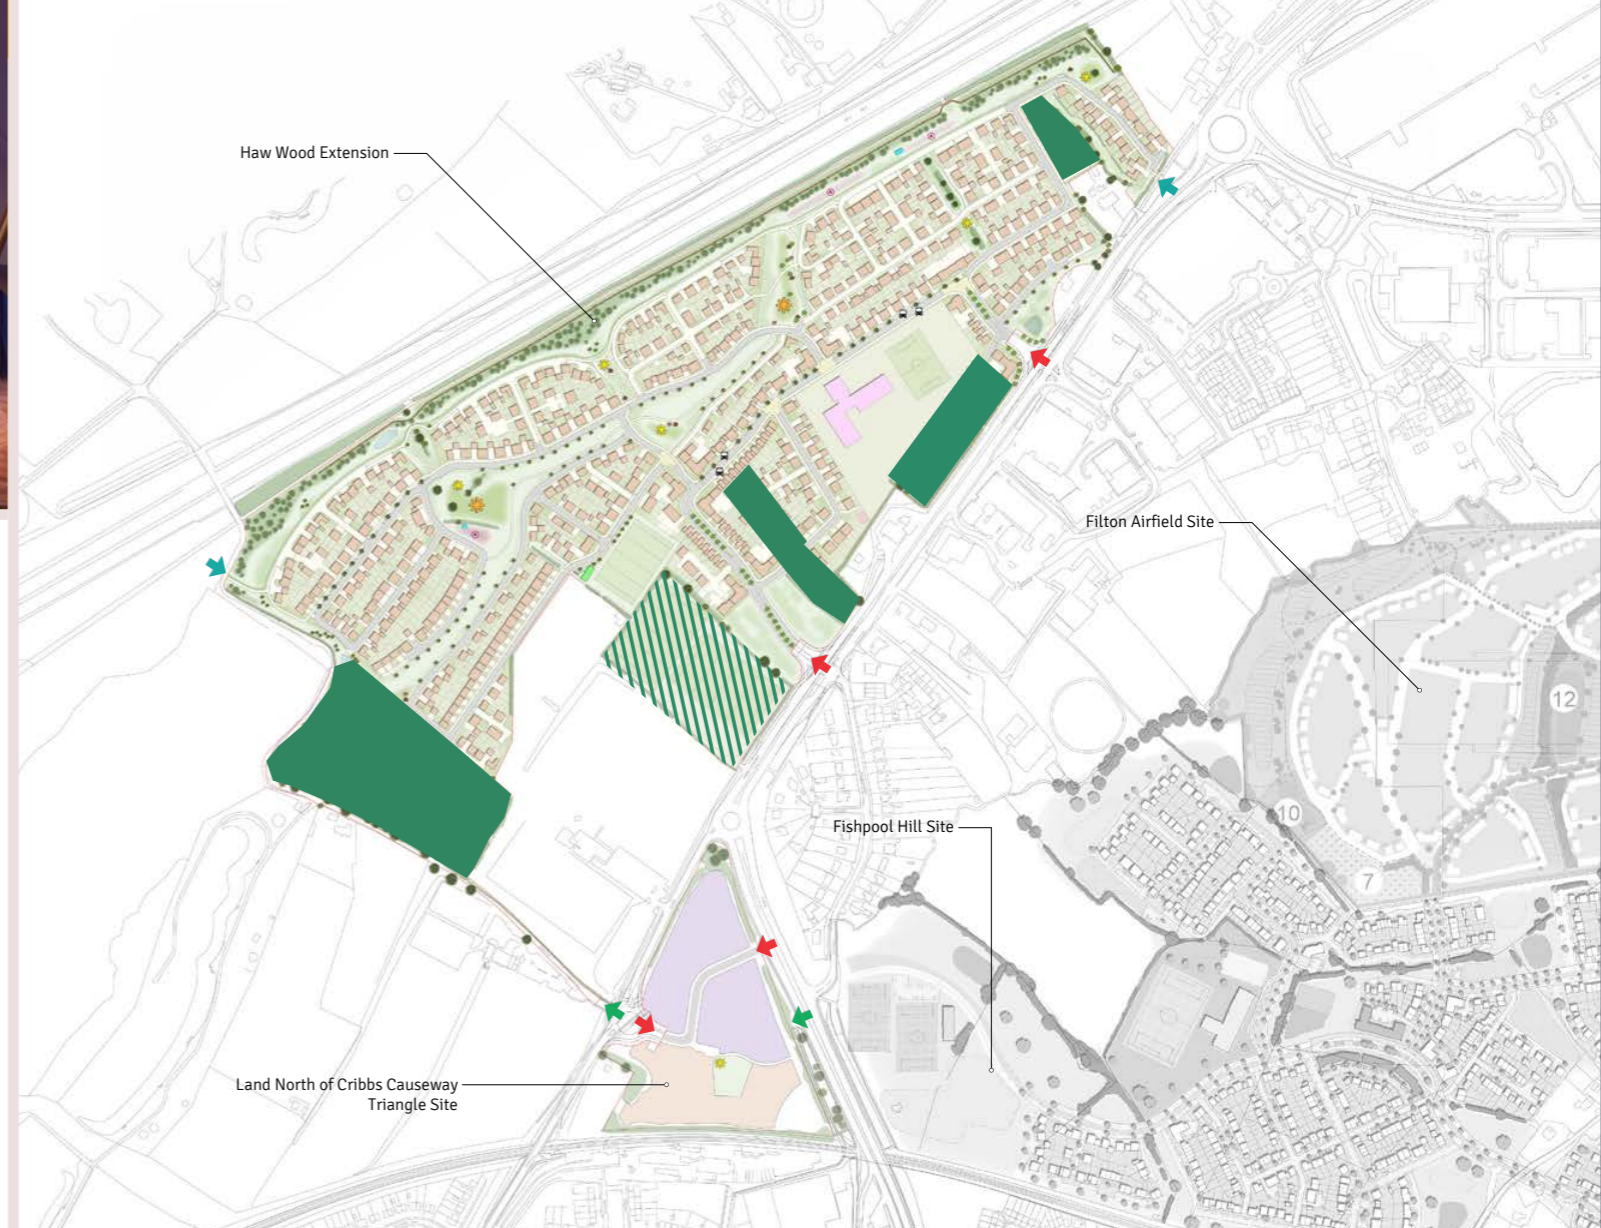 Haw Wood Extension
Filton Airfield Site
12
10
Fishpool Hill Site
7
Land North of Cribbs Causeway
Triangle Site